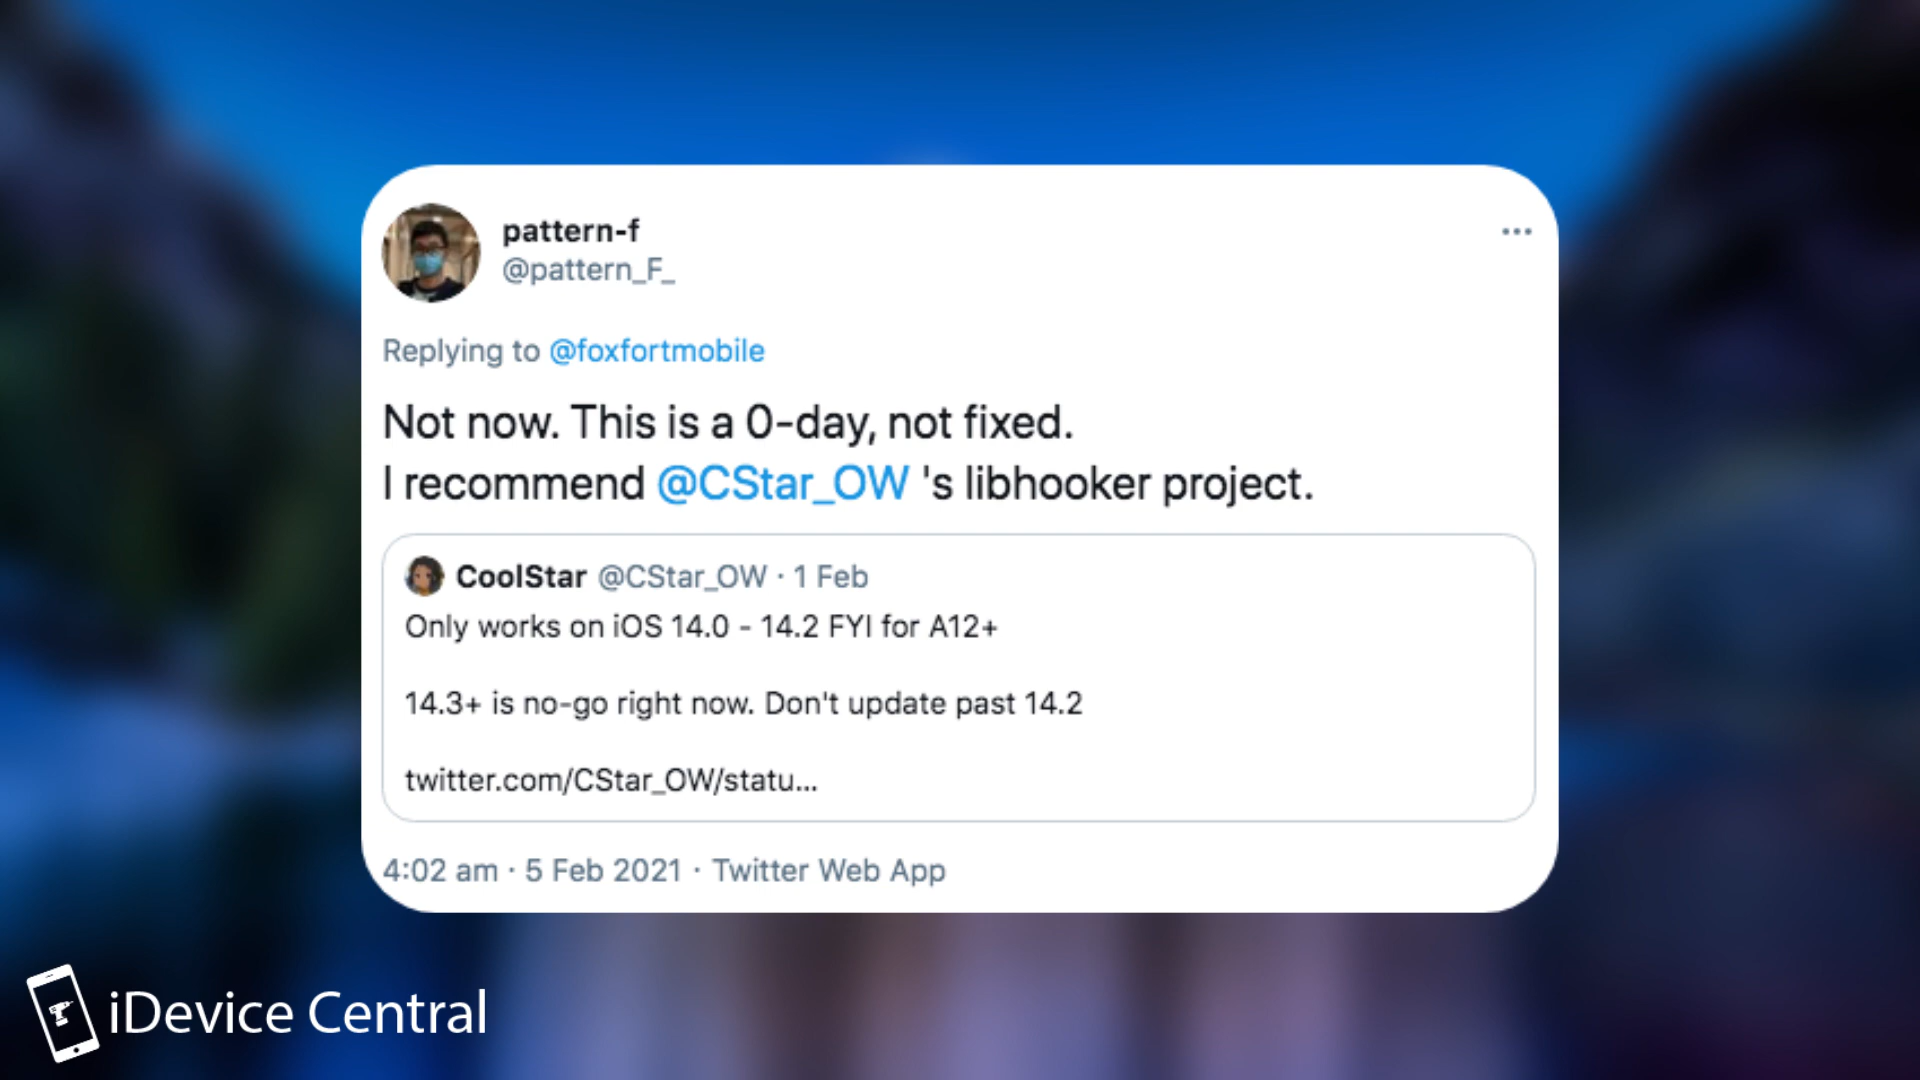 pattern-f
@pattern_F_
Replying to @foxfortmobile
Not now. This is a 0-day, not fixed.
I recommend @CStar_OW 's libhooker project.
CoolStar @CStar_OW · 1 Feb
Only works on iOS 14.0 - 14.2 FYI for A12+
14.3+ is no-go right now. Don't update past 14.2
twitter.com/CStar_OW/statu...
4:02 am · 5 Feb 2021 · Twitter Web App
iDevice Central